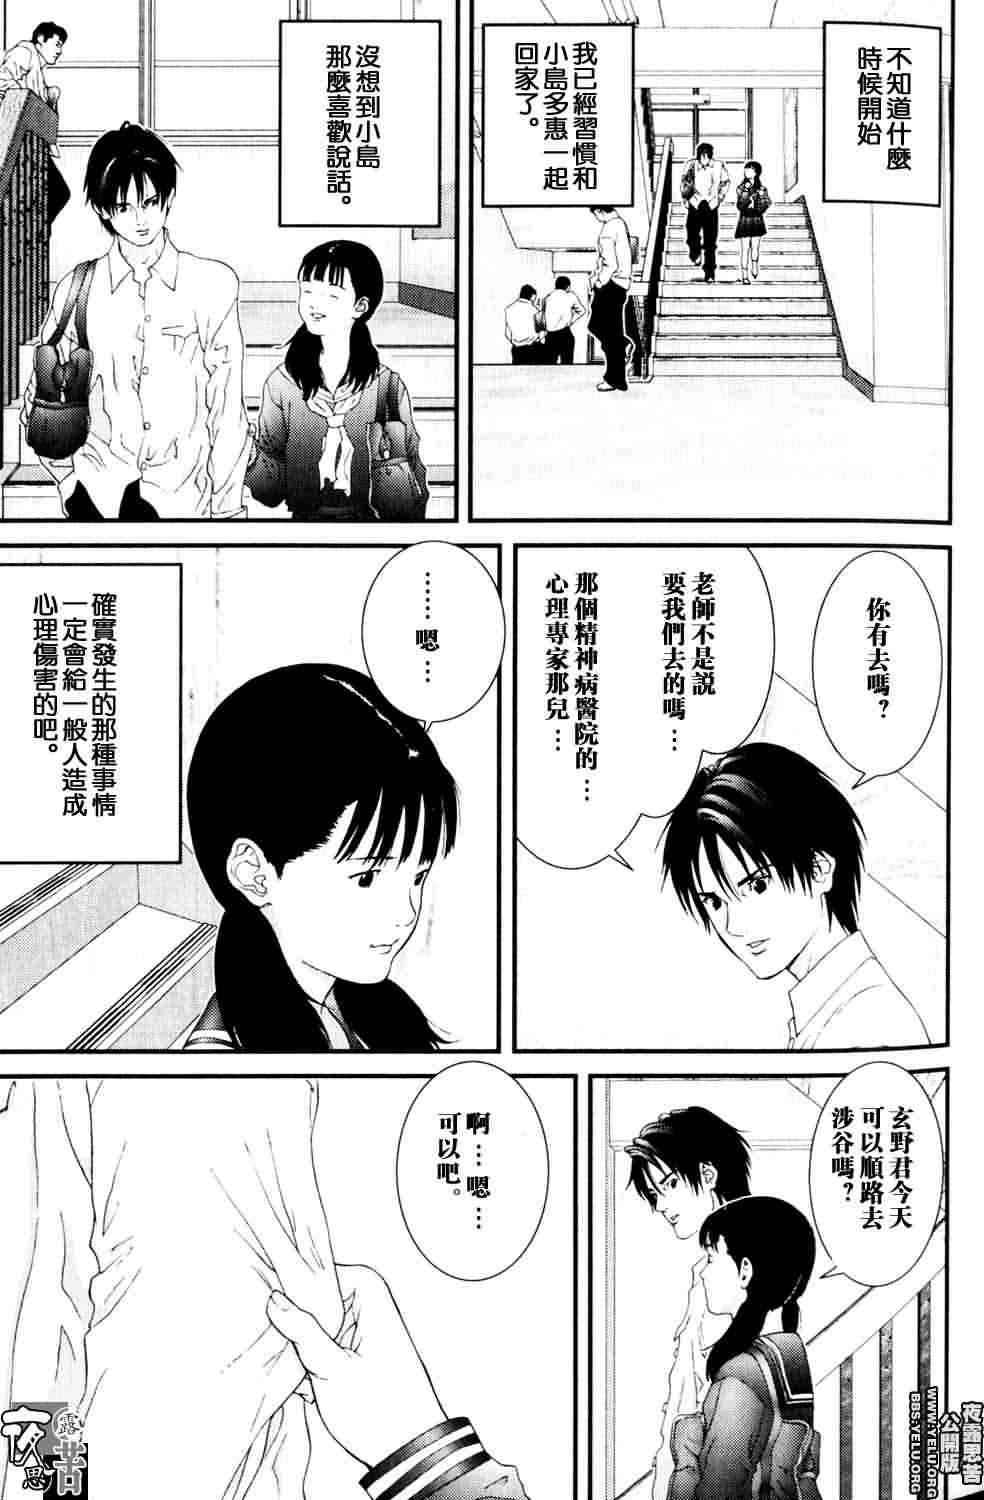 不知道什麼
時候開始
我已經習慣和
小島多惠一起
回家了。
沒想到小島
那麼喜歡說話。
你有去嗎?
老師不是說
要我們去的嗎…
那個精神病醫院的…
心理專家那兒…
……嗯…
確實發生的那種事情
一定會給一般人造成
心理傷害的吧。
玄野君今天
可以順路去
涉谷嗎?
啊…嗯…
可以吧。
夜露思苦
夜露思苦
公開版
WWW.YELU.ORG
BBS.YELU.ORG